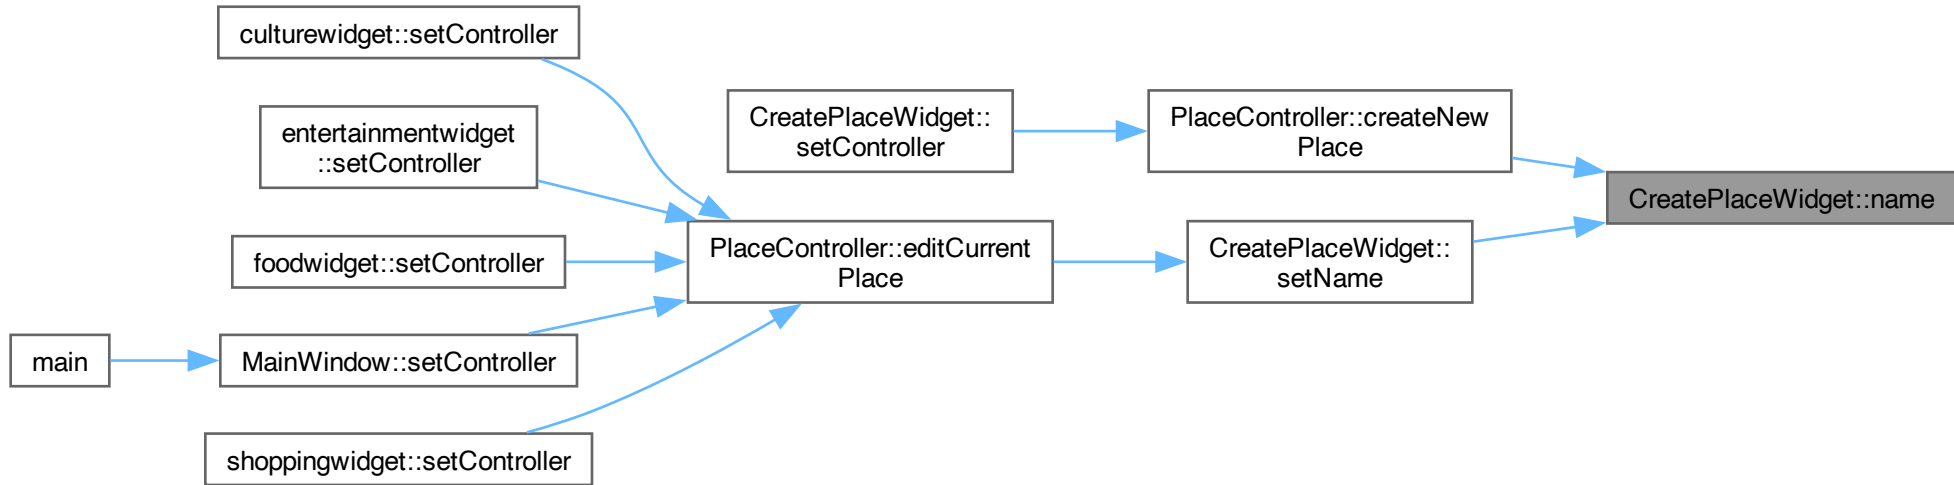 culturewidget::setController
entertainmentwidget
::setController
foodwidget::setController
main
MainWindow::setController
shoppingwidget::setController
CreatePlaceWidget::
setController
PlaceController::editCurrent
Place
PlaceController::createNew
Place
CreatePlaceWidget::
setName
CreatePlaceWidget::name